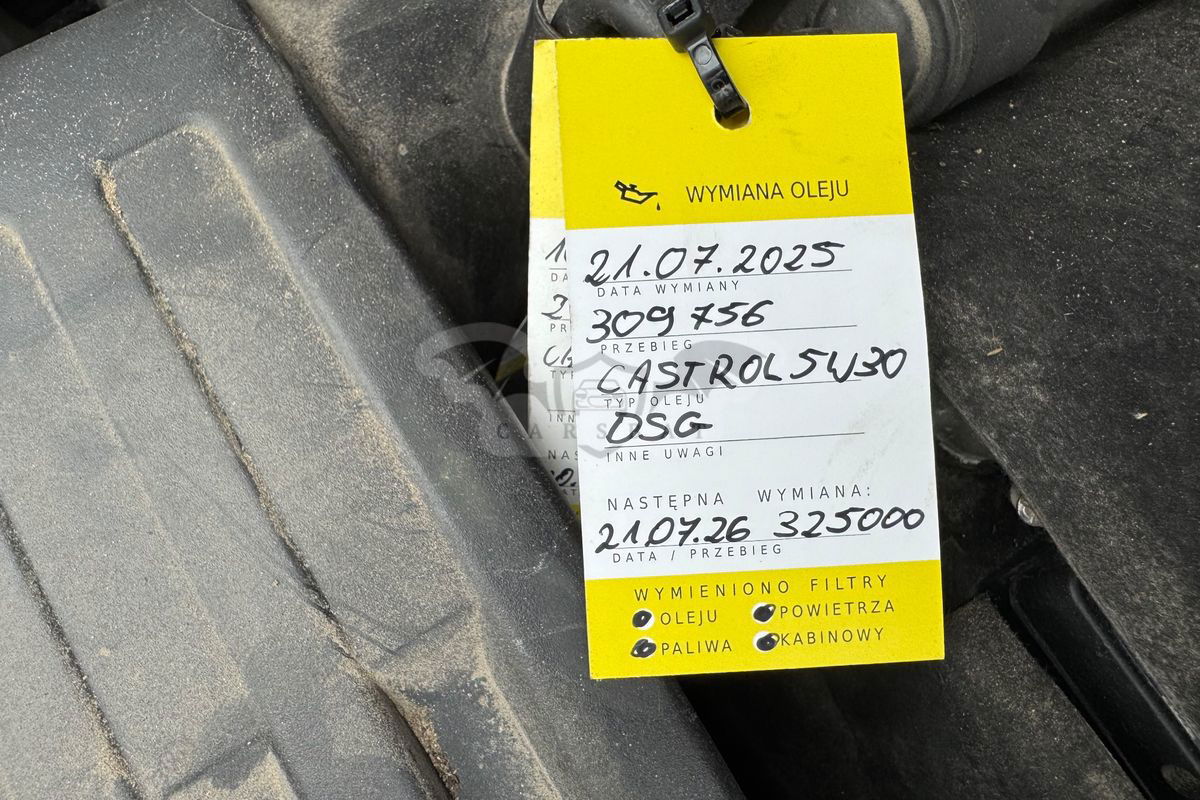 WYMIANA OLEJU
21.07.2025
DATA WYMIANY
309 756
PRZEBIEG
CASTROL 5W30
TYP OLEJU
DSG
INNE UWAGI
NASTĘPNA WYMIANA:
21.07.26 325000
DATA / PRZEBIEG
WYMIENIONO FILTRY
OLEJU POWIETRZA
PALIWA KABINOWY